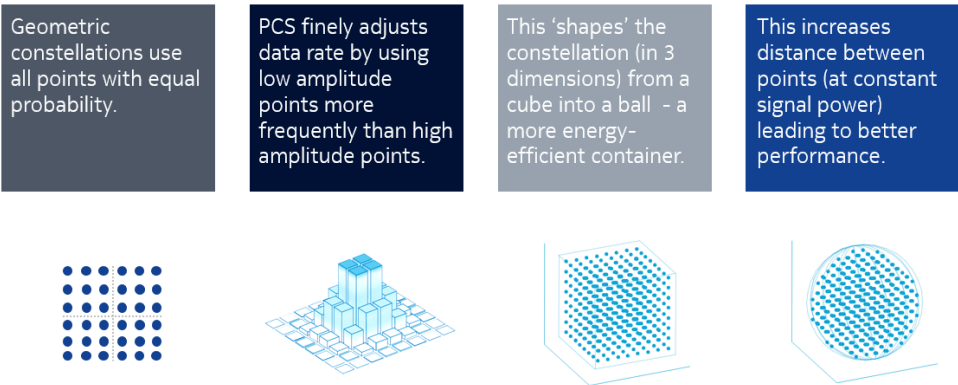 Geometric
constellations use
all points with equal
probability.
PCS finely adjusts
data rate by using
low amplitude
points more
frequently than high
amplitude points.
This ‘shapes’ the
constellation (in 3
dimensions) from a
cube into a ball - a
more energy-
efficient container.
This increases
distance between
points (at constant
signal power)
leading to better
performance.